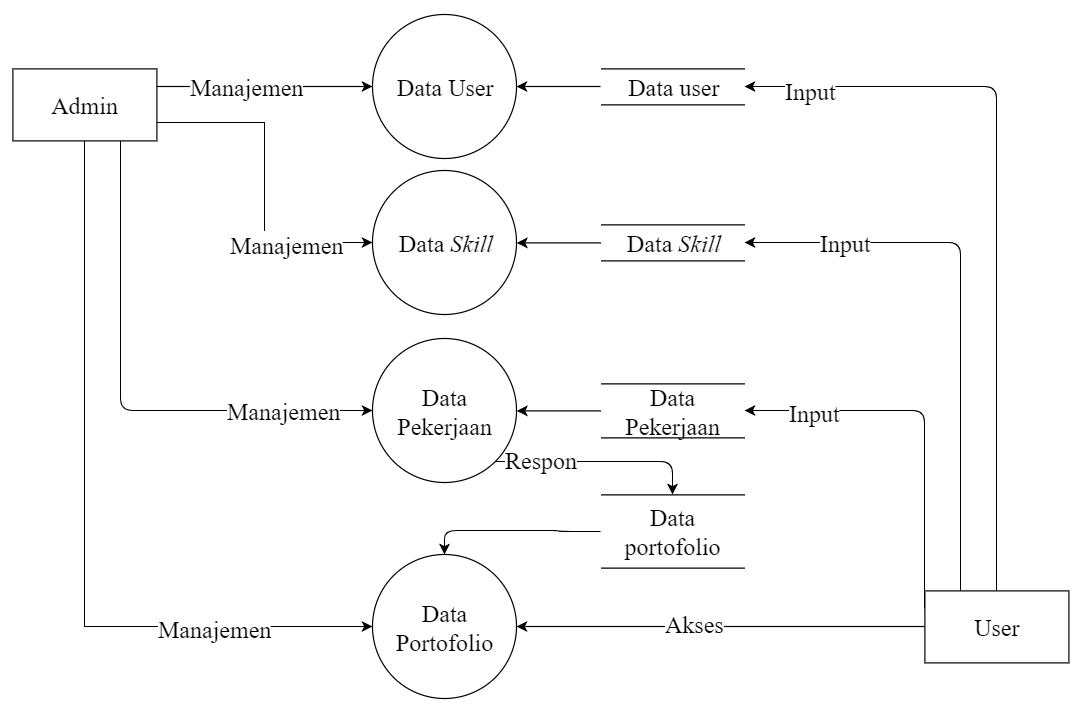 Admin
Manajemen
Data User
Data user
Input
Manajemen
Data Skill
Data Skill
Input
Manajemen
Data
Pekerjaan
Data
Pekerjaan
Input
Respon
Data
portofolio
Manajemen
Data
Portofolio
Akses
User